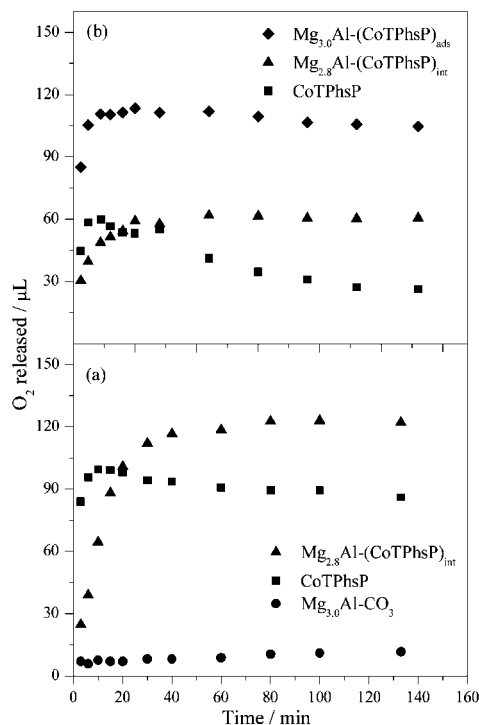 (b)
Mg3.0Al-(CoTPhsP)ads
Mg2.8Al-(CoTPhsP)int
CoTPhsP
150
120
90
60
30
O2 released / μL
(a)
150
120
90
60
30
0
Mg2.8Al-(CoTPhsP)int
CoTPhsP
Mg3.0Al-CO3
0 20 40 60 80 100 120 140 160
Time / min